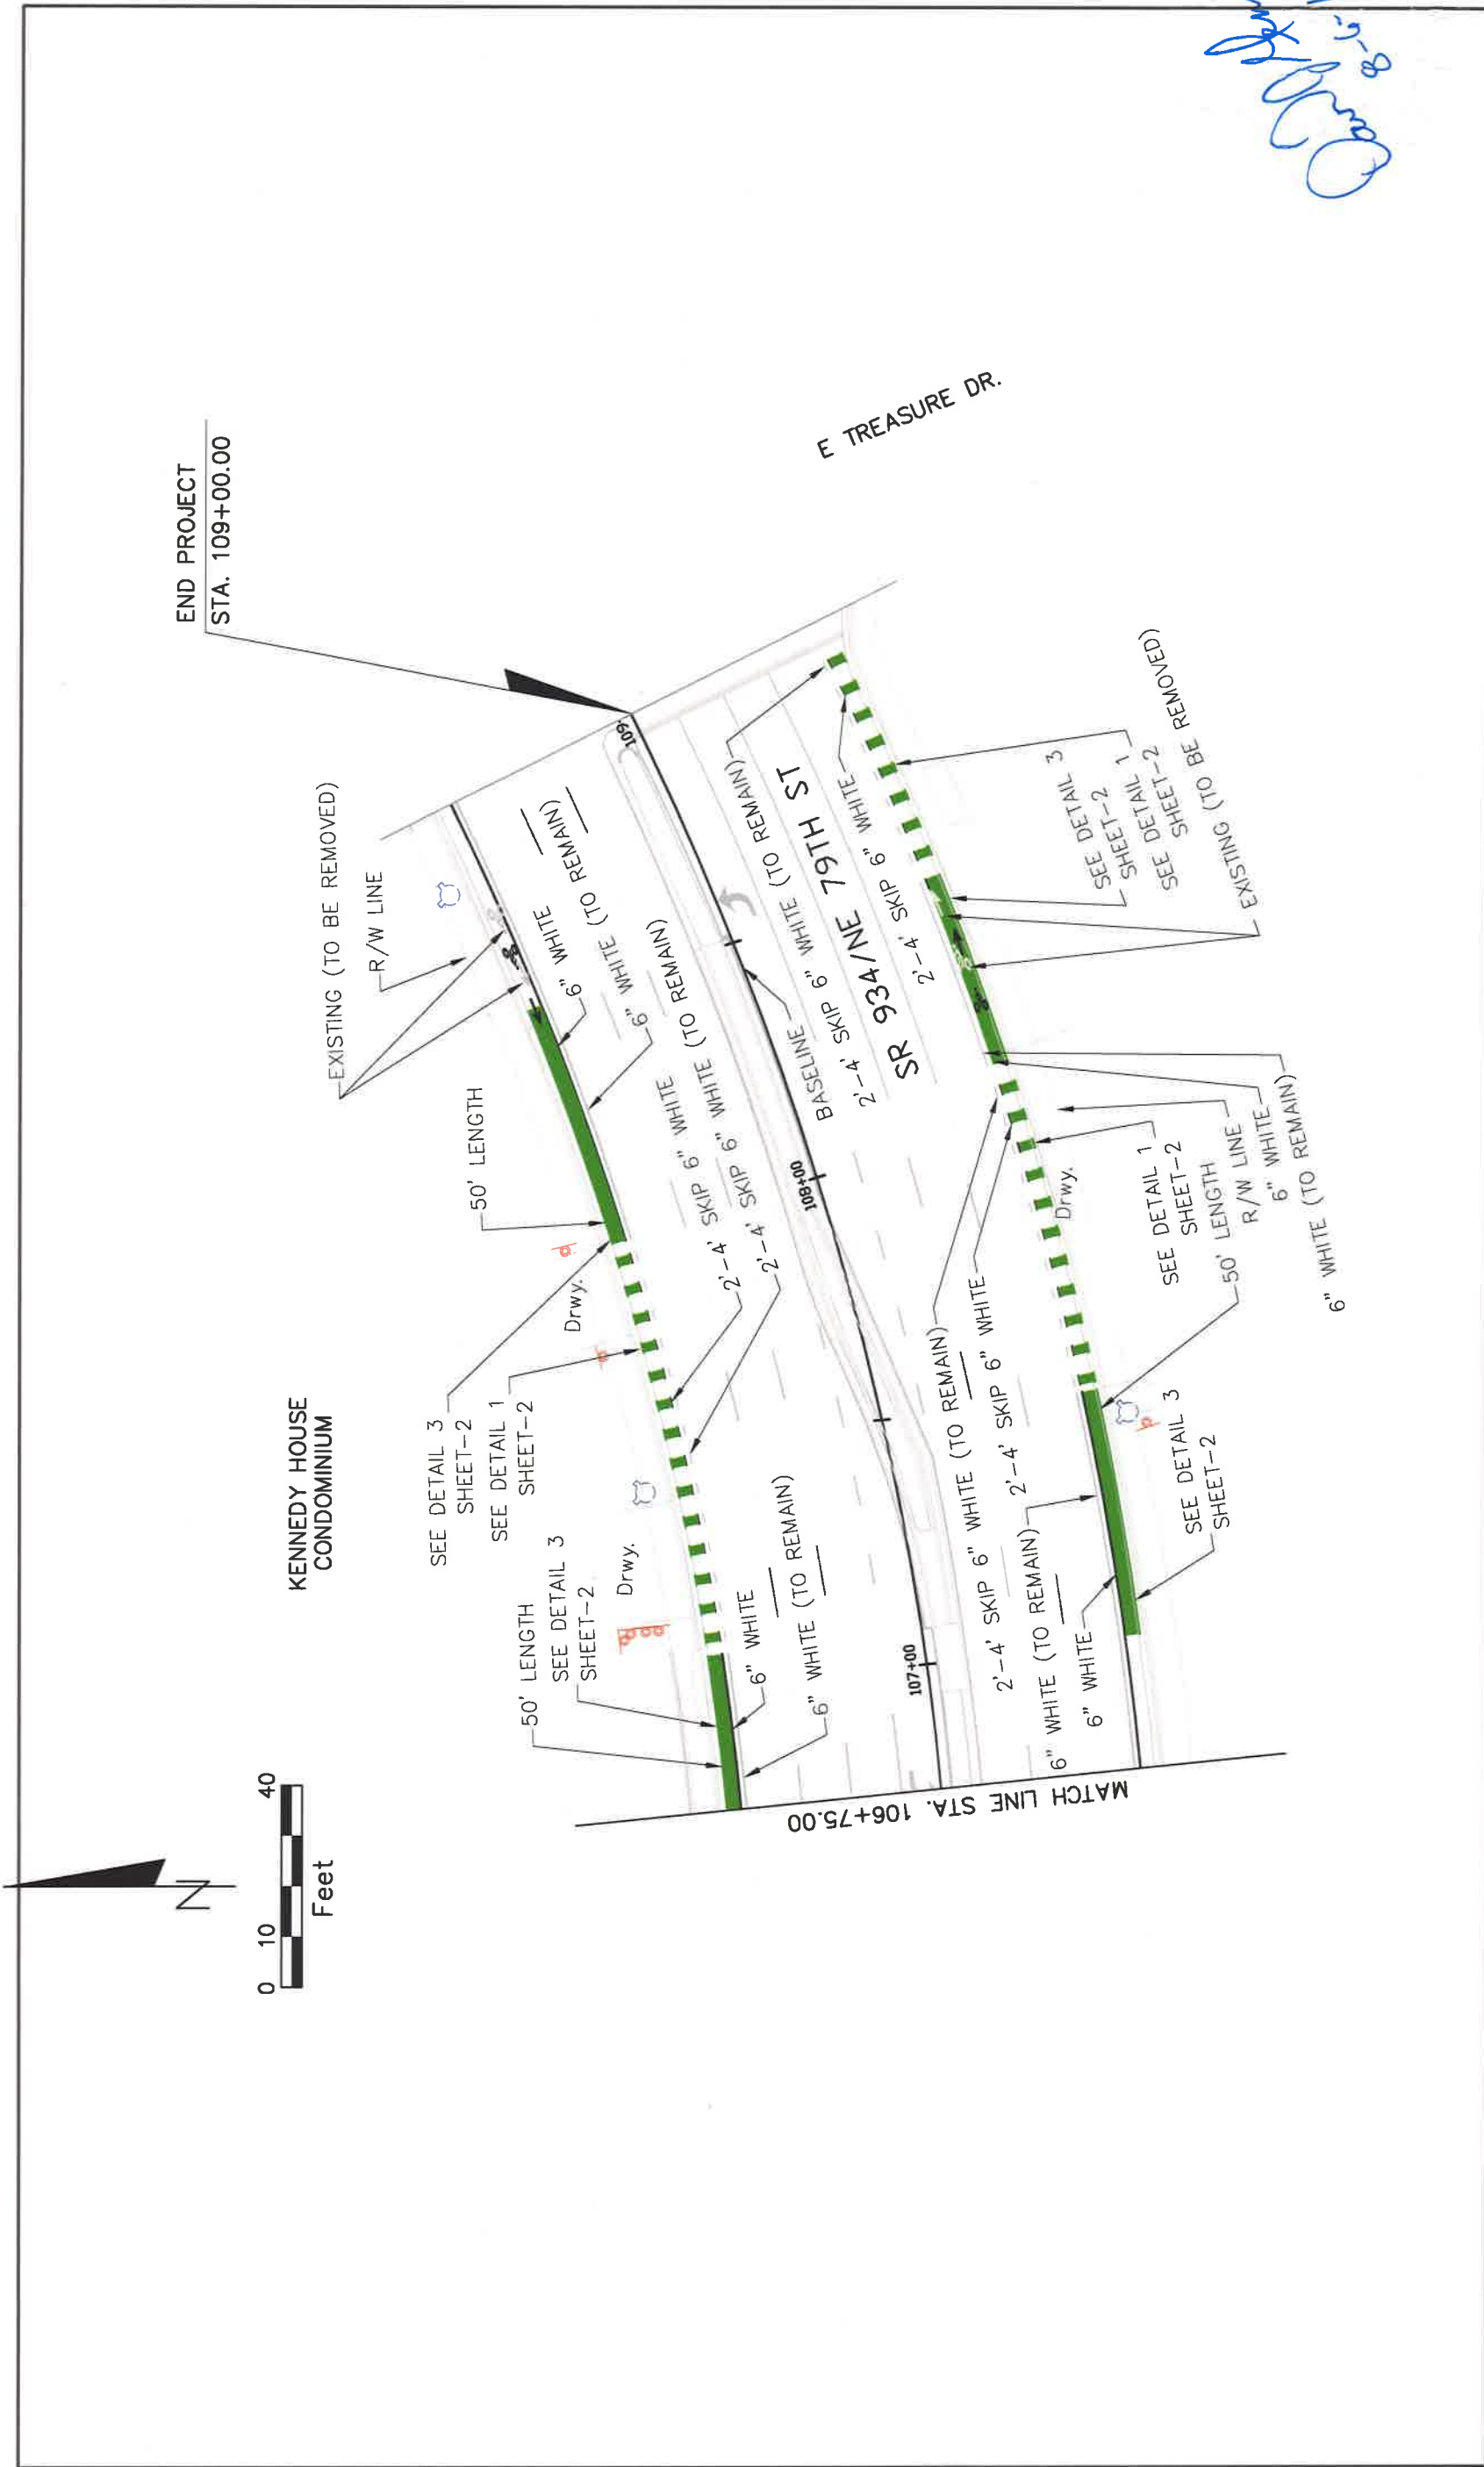 END PROJECT
STA. 109+00.00
EXISTING (TO BE REMOVED)
R/W LINE
50' LENGTH
KENNEDY HOUSE
CONDOMINIUM
SEE DETAIL 3
SHEET-2
SEE DETAIL 1
SHEET-2
Drwy.
50' LENGTH
SEE DETAIL 3
SHEET-2
Drwy.
0 10 40
Feet
N
6" WHITE
6" WHITE (TO REMAIN)
2'-4' SKIP 6" WHITE
2'-4' SKIP 6" WHITE (TO REMAIN)
6" WHITE
6" WHITE (TO REMAIN)
109
108+00
107+00
BASELINE
2'-4' SKIP 6" WHITE (TO REMAIN)
SR 934/NE 79TH ST
2'-4' SKIP 6" WHITE
E TREASURE DR.
MATCH LINE STA. 106+75.00
2'-4' SKIP 6" WHITE (TO REMAIN)
2'-4' SKIP 6" WHITE
6" WHITE (TO REMAIN)
6" WHITE
Drwy.
SEE DETAIL 3
SHEET-2
SEE DETAIL 1
SHEET-2
EXISTING (TO BE REMOVED)
SEE DETAIL 1
SHEET-2
50' LENGTH
R/W LINE
6" WHITE
6" WHITE (TO REMAIN)
SEE DETAIL 3
SHEET-2